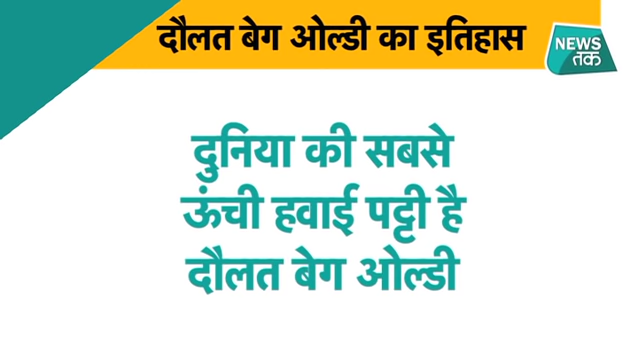 दौलत बेग ओल्डी का इतिहास
NEWS
तक
दुनिया की सबसे
ऊंची हवाई पट्टी है
दौलत बेग ओल्डी